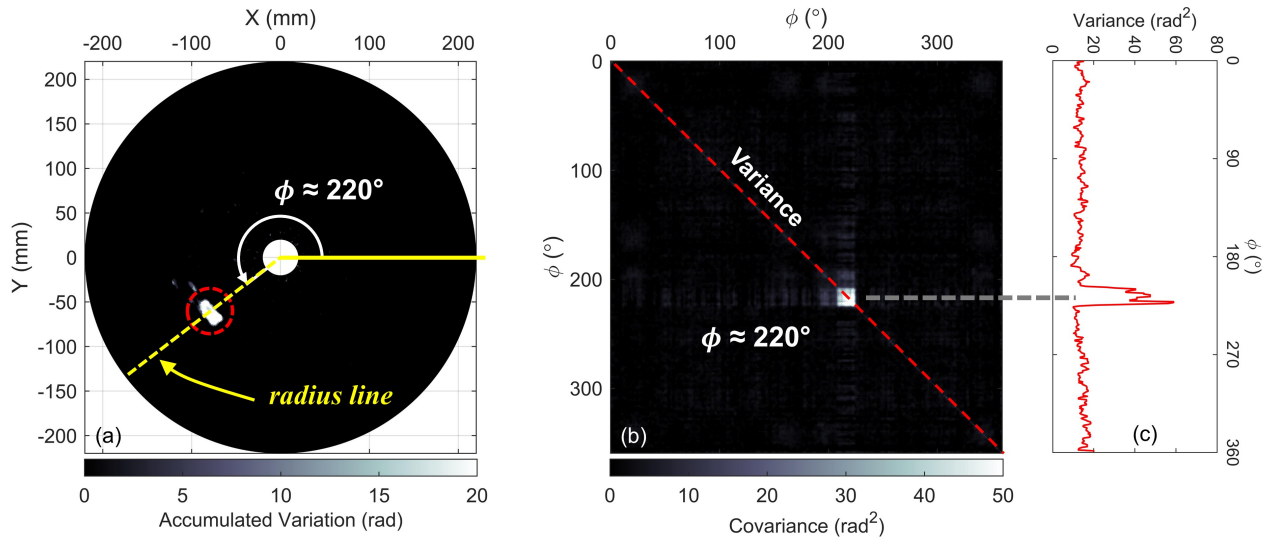 X (mm)
-200 -100 0 100 200
Y (mm)
200
150
100
50
0
-50
-100
-150
-200
ϕ ≈ 220°
radius line
(a)
0 5 10 15 20
Accumulated Variation (rad)
ϕ (°)
0 100 200 300
ϕ (°)
0
100
200
300
Variance
ϕ ≈ 220°
(b)
0 10 20 30 40 50
Covariance (rad²)
Variance (rad²)
0 20 40 60 80
0
90
180
270
360
ϕ (°)
(c)